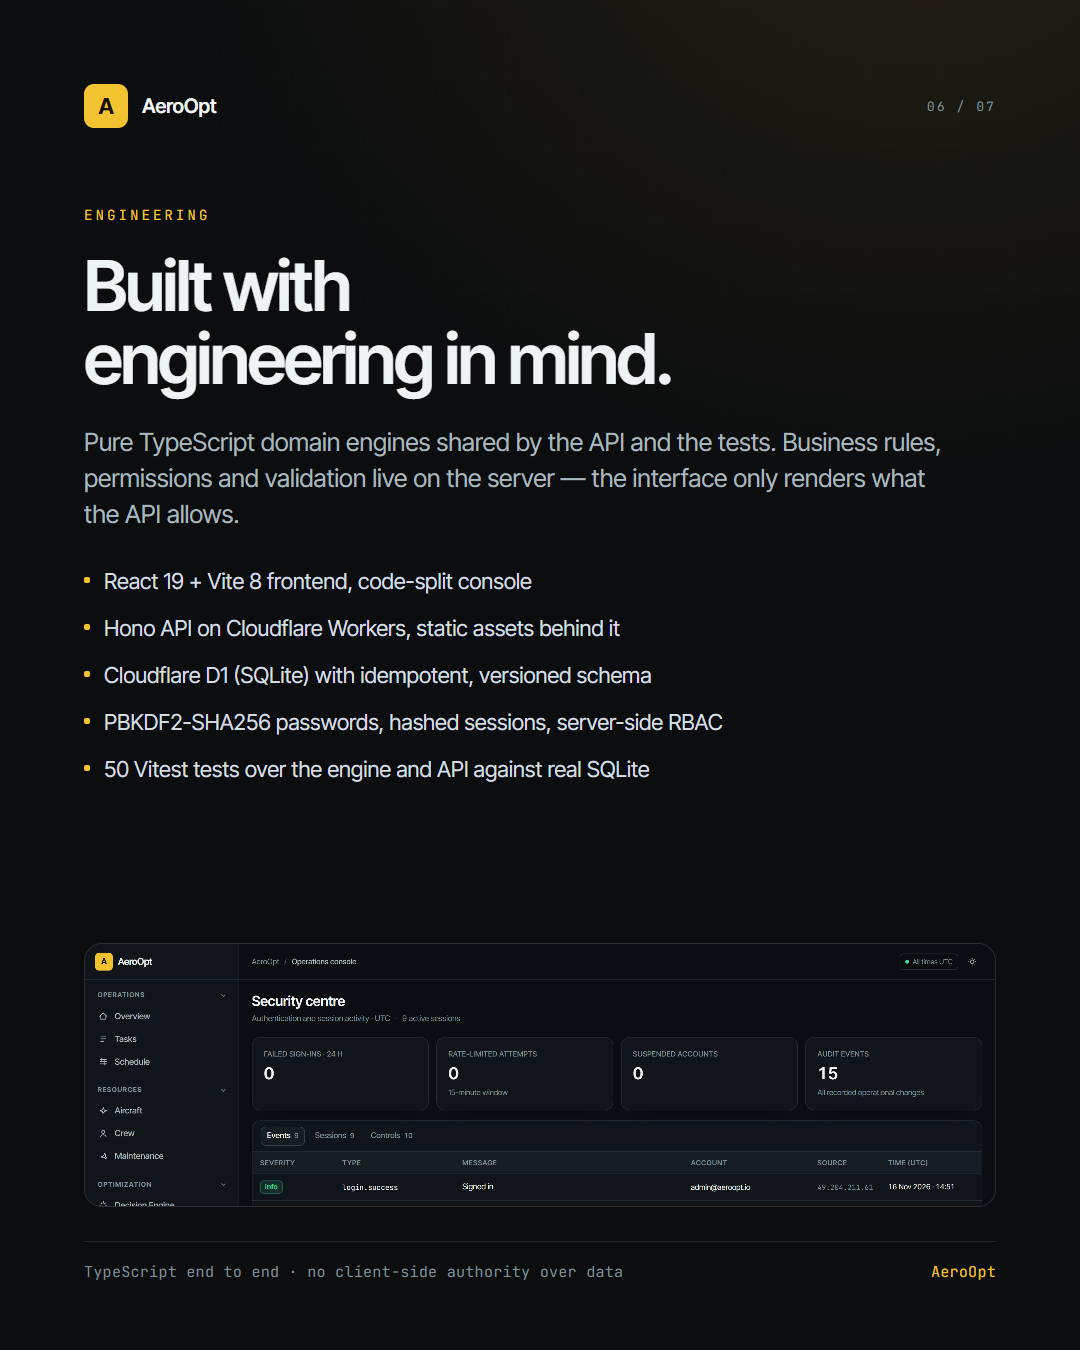 A AeroOpt
06 / 07
ENGINEERING
Built with
engineering in mind.
Pure TypeScript domain engines shared by the API and the tests. Business rules,
permissions and validation live on the server — the interface only renders what
the API allows.
React 19 + Vite 8 frontend, code-split console
Hono API on Cloudflare Workers, static assets behind it
Cloudflare D1 (SQLite) with idempotent, versioned schema
PBKDF2-SHA256 passwords, hashed sessions, server-side RBAC
50 Vitest tests over the engine and API against real SQLite
A AeroOpt
OPERATIONS
Overview
Tasks
Schedule
RESOURCES
Aircraft
Crew
Maintenance
OPTIMIZATION
Decision Engine
AeroOpt / Operations console
All times UTC
Security centre
Authentication and session activity · UTC · 9 active sessions
FAILED SIGN-INS · 24 H
0
RATE-LIMITED ATTEMPTS
0
15-minute window
SUSPENDED ACCOUNTS
0
AUDIT EVENTS
15
All recorded operational changes
Events 9 Sessions 9 Controls 10
SEVERITY TYPE MESSAGE ACCOUNT SOURCE TIME (UTC)
Info login.success Signed in admin@aeroopt.io 49.204.211.61 16 Nov 2026 · 14:51
TypeScript end to end · no client-side authority over data
AeroOpt